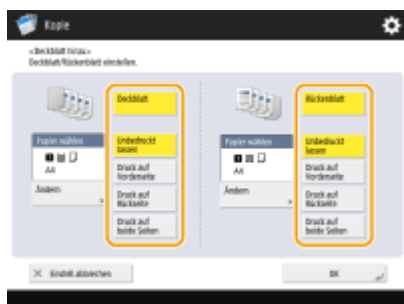 Kopie
<Deckblatt hinzu>
Deckblatt/Rückenblatt einstellen.
Deckblatt
Rückenblatt
Papier wählen
A4
Ändern
Unbedruckt
lassen
Druck auf
Vorderseite
Druck auf
Rückseite
Druck auf
beide Seiten
Papier wählen
A4
Ändern
Unbedruckt
lassen
Druck auf
Vorderseite
Druck auf
Rückseite
Druck auf
beide Seiten
Einstell. abbrechen
OK